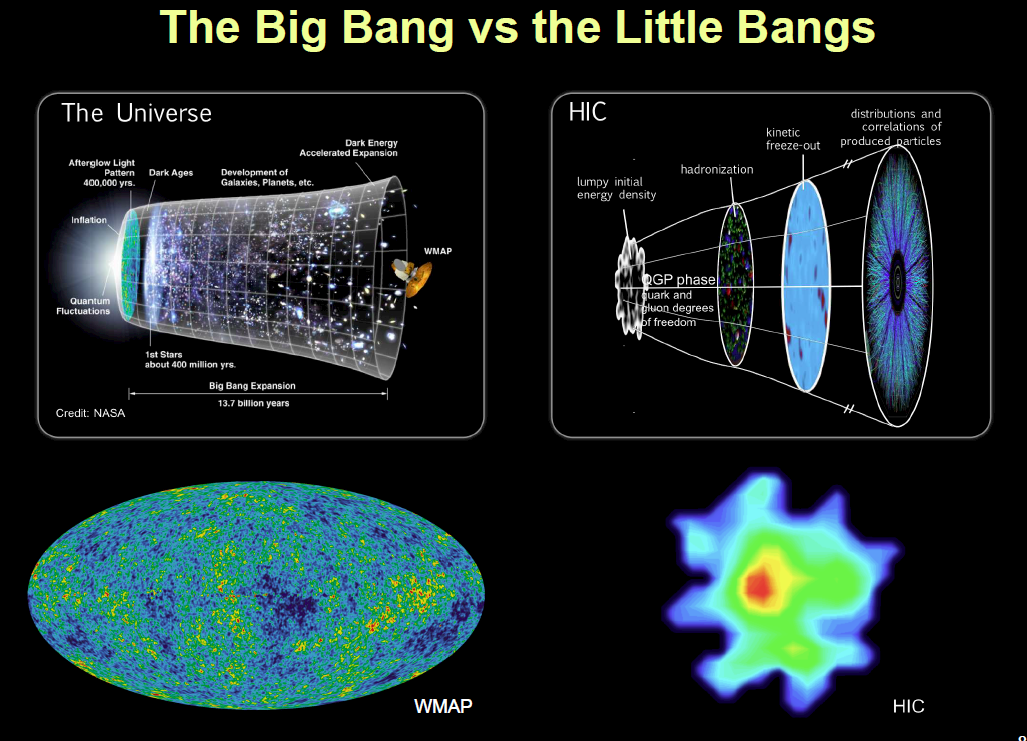 The Big Bang vs the Little Bangs
The Universe
Dark Energy
Accelerated Expansion
Afterglow Light
Pattern
400,000 yrs.
Dark Ages
Development of
Galaxies, Planets, etc.
Inflation
WMAP
Quantum
Fluctuations
1st Stars
about 400 million yrs.
Big Bang Expansion
13.7 billion years
Credit: NASA
HIC
distributions and
correlations of
produced particles
kinetic
freeze-out
hadronization
lumpy initial
energy density
QGP phase
quark and
gluon degrees
of freedom
WMAP
HIC